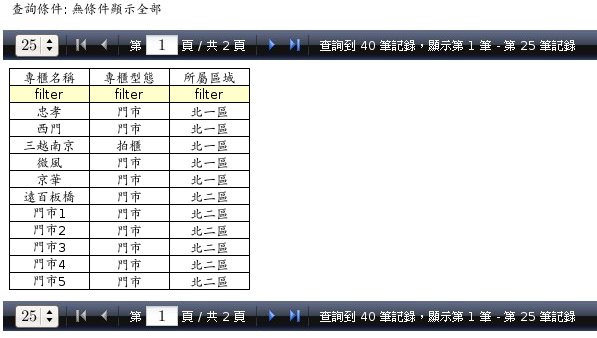 查詢條件: 無條件顯示全部
25 第 1 頁 / 共 2 頁 查詢到 40 筆記錄，顯示第 1 筆 - 第 25 筆記錄
專櫃名稱 專櫃型態 所屬區域
filter filter filter
忠孝 門市 北一區
西門 門市 北一區
三越南京 拍櫃 北一區
微風 門市 北一區
京華 門市 北一區
遠百板橋 門市 北二區
門市1 門市 北二區
門市2 門市 北二區
門市3 門市 北二區
門市4 門市 北二區
門市5 門市 北二區
25 第 1 頁 / 共 2 頁 查詢到 40 筆記錄，顯示第 1 筆 - 第 25 筆記錄